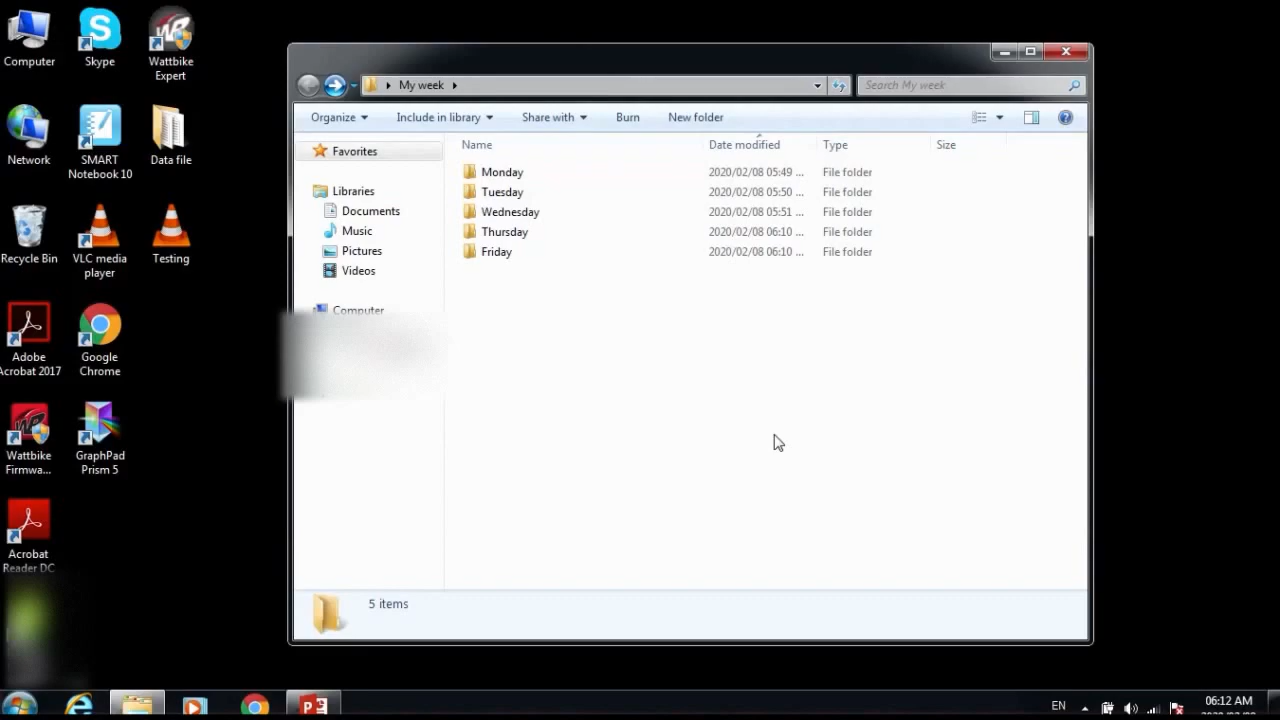 Computer
Skype
Wattbike
Expert
Network
SMART
Notebook 10
Data file
Recycle Bin
VLC media
player
Testing
Adobe
Acrobat 2017
Google
Chrome
Wattbike
Firmwa...
GraphPad
Prism 5
Acrobat
Reader DC
My week
Search My week
Organize Include in library Share with Burn New folder
Name Date modified Type Size
Favorites
Libraries
Documents
Music
Pictures
Videos
Computer
Monday 2020/02/08 05:49 ... File folder
Tuesday 2020/02/08 05:50 ... File folder
Wednesday 2020/02/08 05:51 ... File folder
Thursday 2020/02/08 06:10 ... File folder
Friday 2020/02/08 06:10 ... File folder
5 items
EN
06:12 AM